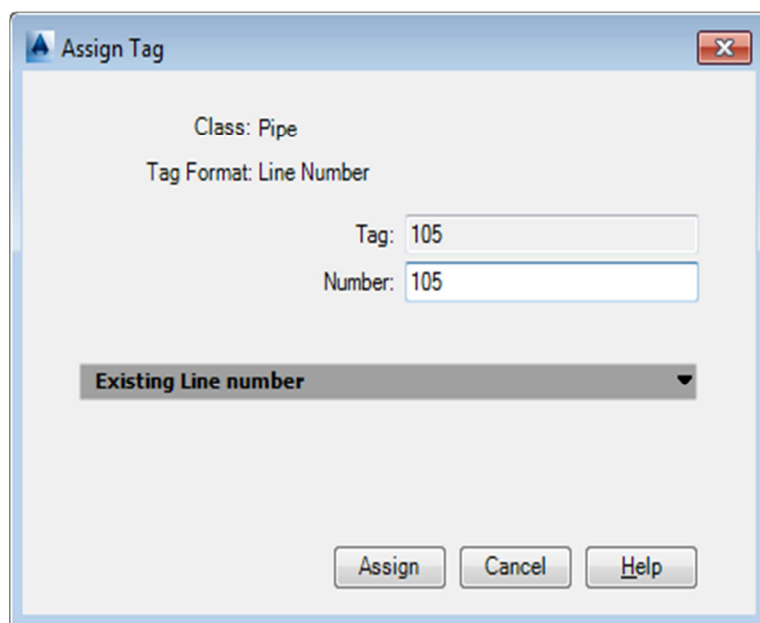 Assign Tag
Class: Pipe
Tag Format: Line Number
Tag: 105
Number: 105
Existing Line number
Assign Cancel Help